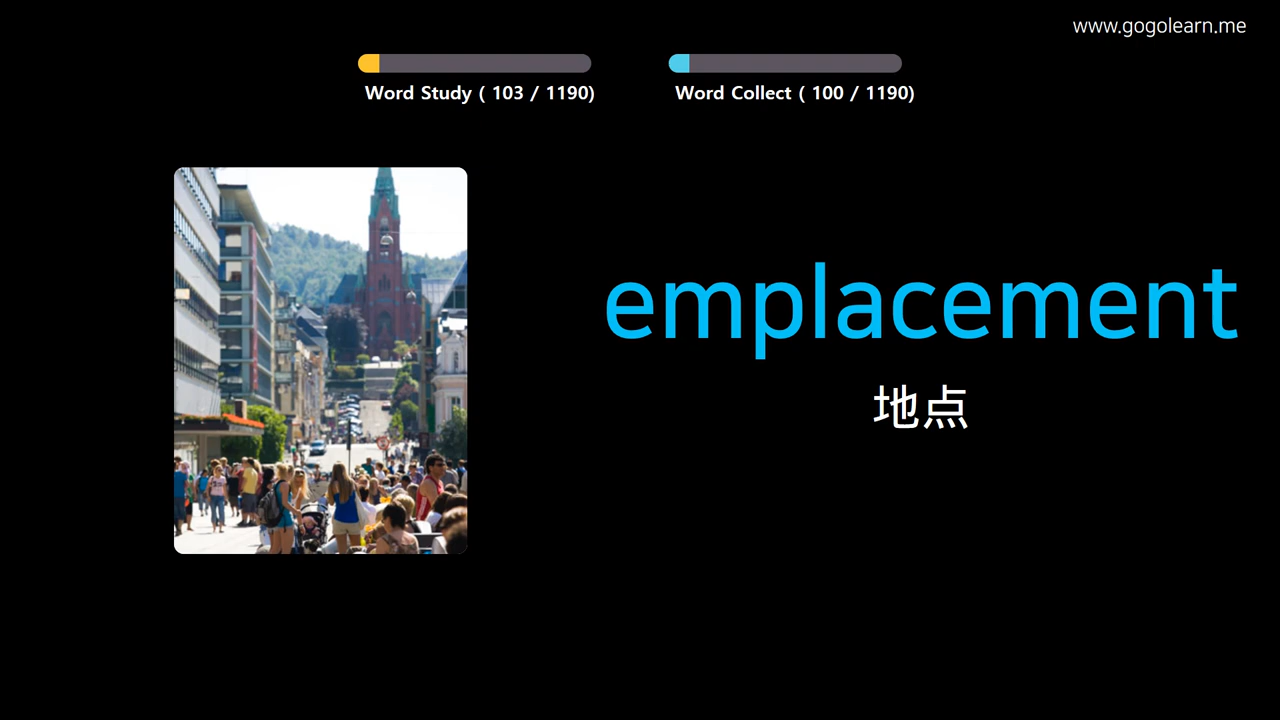 www.gogolearn.me
Word Study ( 103 / 1190)
Word Collect ( 100 / 1190)
emplacement
地点